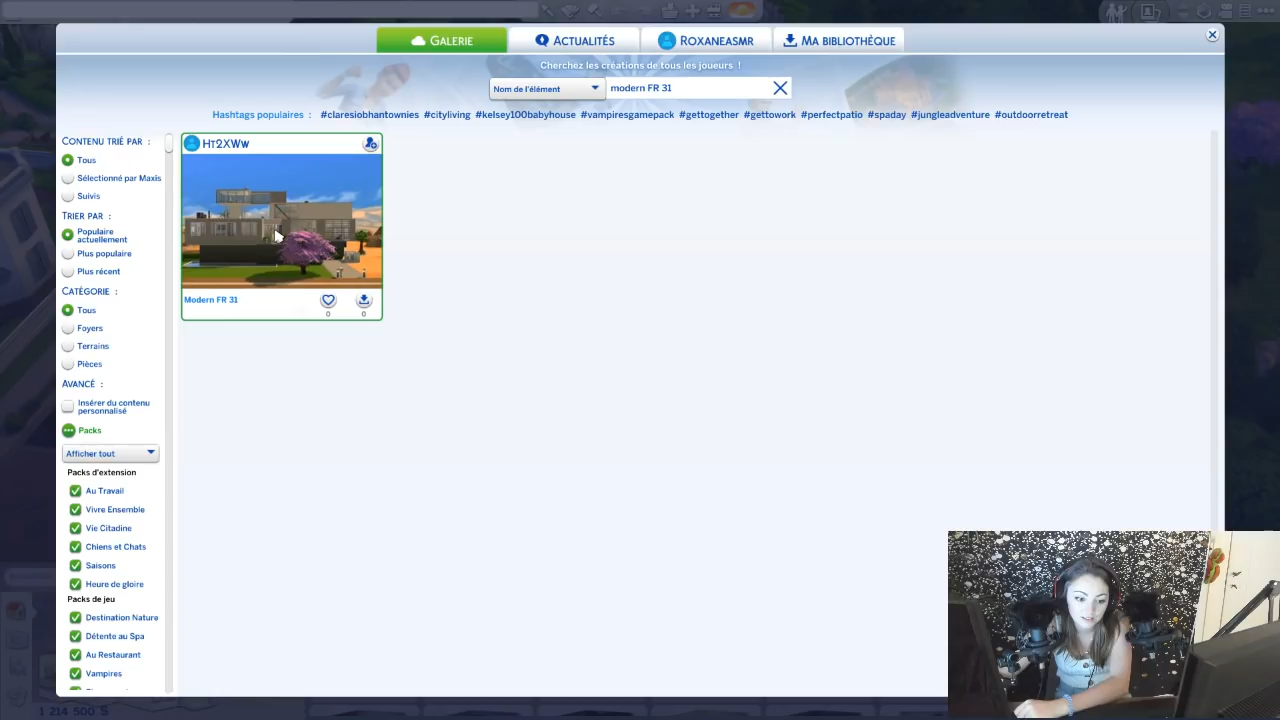 GALERIE
ACTUALITÉS
ROXANEASMR
MA BIBLIOTHÈQUE
Cherchez les créations de tous les joueurs !
Nom de l'élément
modern FR 31
Hashtags populaires : #claresiobhantownies #cityliving #kelsey100babyhouse #vampiresgamepack #gettogether #gettowork #perfectpatio #spaday #jungleadventure #outdoorretreat
CONTENU TRIÉ PAR :
Tous
Sélectionné par Maxis
Suivis
TRIER PAR :
Populaire
actuellement
Plus populaire
Plus récent
CATÉGORIE :
Tous
Foyers
Terrains
Pièces
AVANCÉ :
Insérer du contenu
personnalisé
Packs
Afficher tout
Packs d'extension
Au Travail
Vivre Ensemble
Vie Citadine
Chiens et Chats
Saisons
Heure de gloire
Packs de jeu
Destination Nature
Détente au Spa
Au Restaurant
Vampires
HT2XWW
Modern FR 31
0
0
1 214 500 $